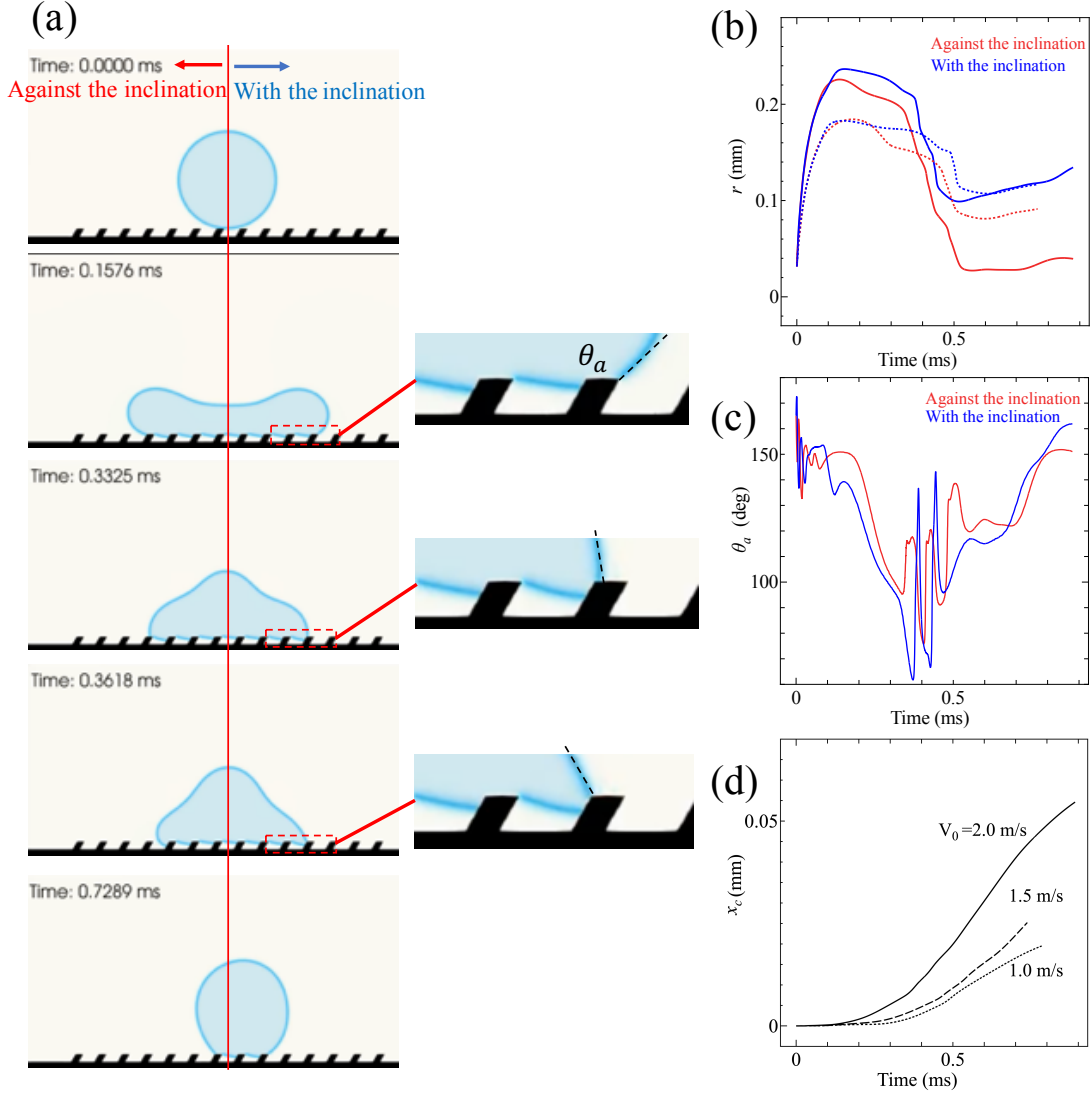 (a)
Time: 0.0000 ms
Against the inclination
With the inclination
Time: 0.1576 ms
θa
Time: 0.3325 ms
Time: 0.3618 ms
Time: 0.7289 ms
(b)
Against the inclination
With the inclination
0.2
0.1
0
r (mm)
0
0.5
Time (ms)
(c)
Against the inclination
With the inclination
150
100
θa (deg)
0
0.5
Time (ms)
(d)
0.05
0
xc (mm)
V0 =2.0 m/s
1.5 m/s
1.0 m/s
0
0.5
Time (ms)